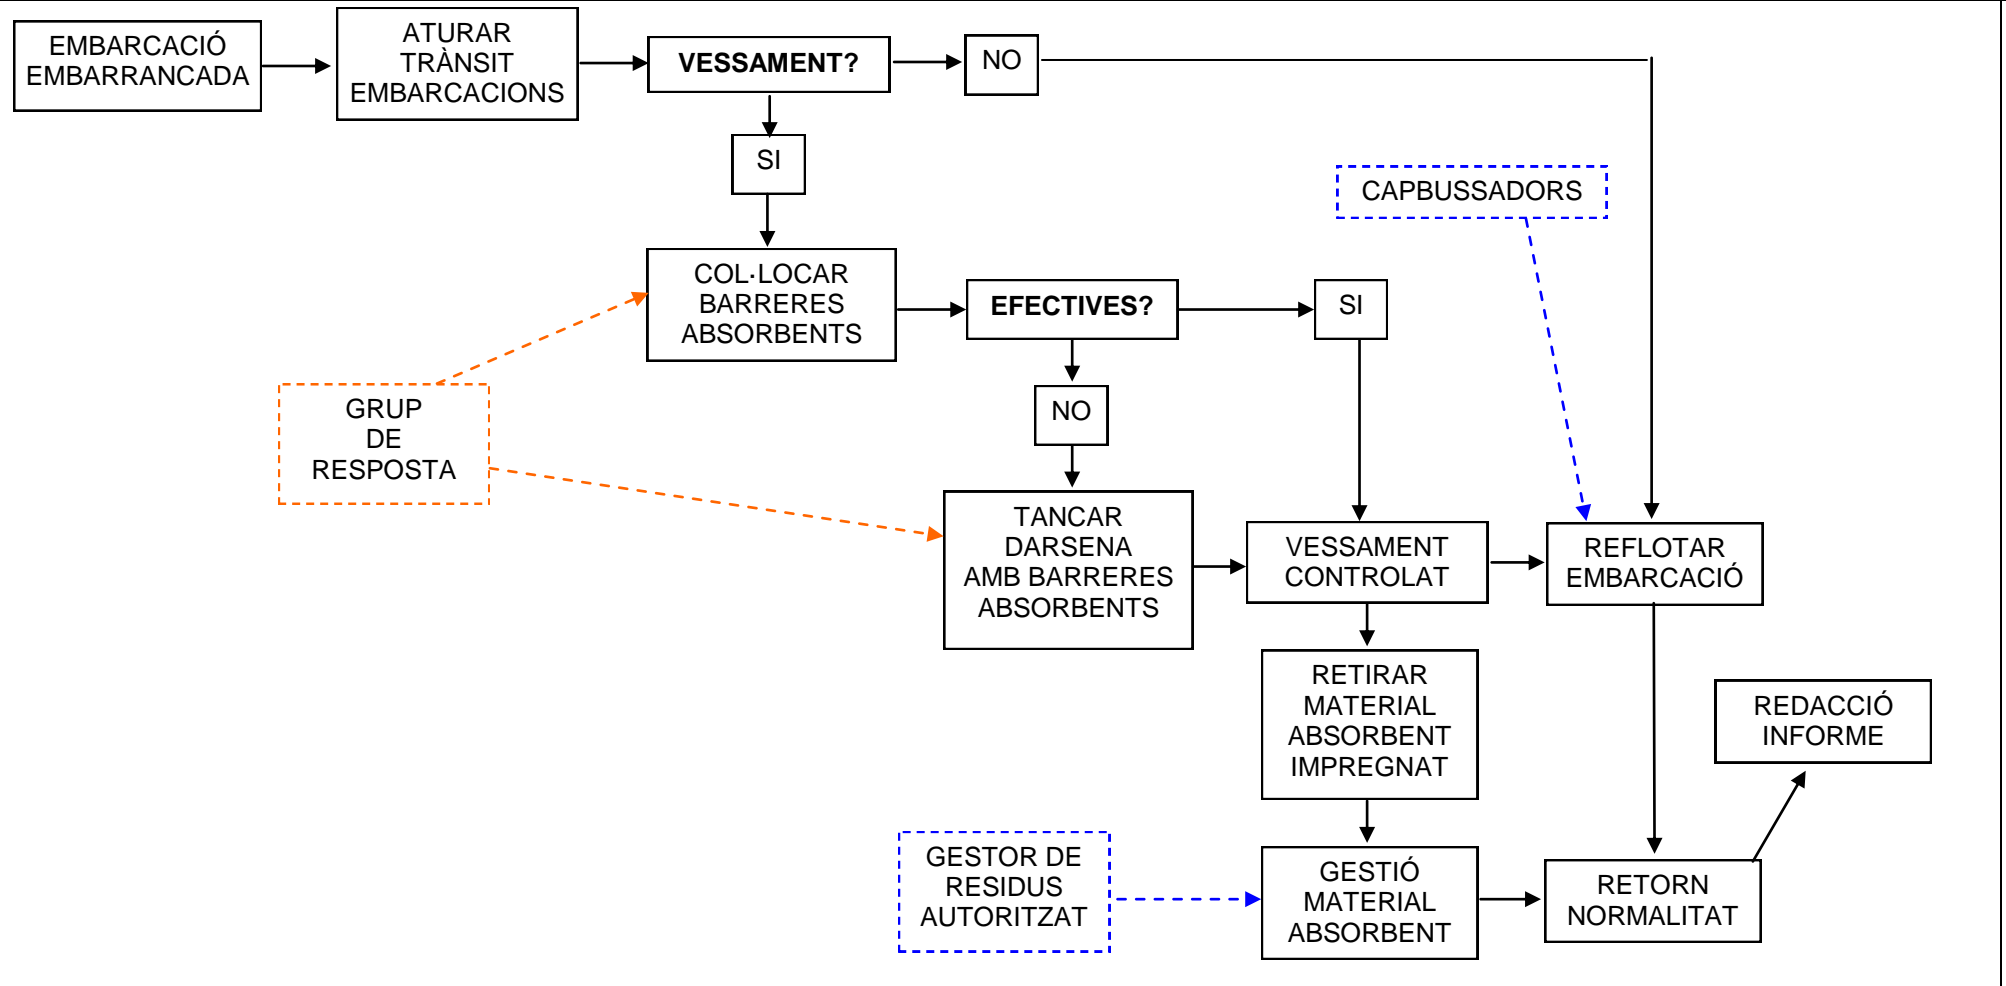 EMBARCACIÓ
EMBARRANCADA
ATURAR
TRÀNSIT
EMBARCACIONS
VESSAMENT?
NO
SI
CAPBUSSADORS
COL·LOCAR
BARRERES
ABSORBENTS
EFECTIVES?
SI
GRUP
DE
RESPOSTA
NO
TANCAR
DARSENA
AMB BARRERES
ABSORBENTS
VESSAMENT
CONTROLAT
REFLOTAR
EMBARCACIÓ
RETIRAR
MATERIAL
ABSORBENT
IMPREGNAT
REDACCIÓ
INFORME
GESTOR DE
RESIDUS
AUTORITZAT
GESTIÓ
MATERIAL
ABSORBENT
RETORN
NORMALITAT